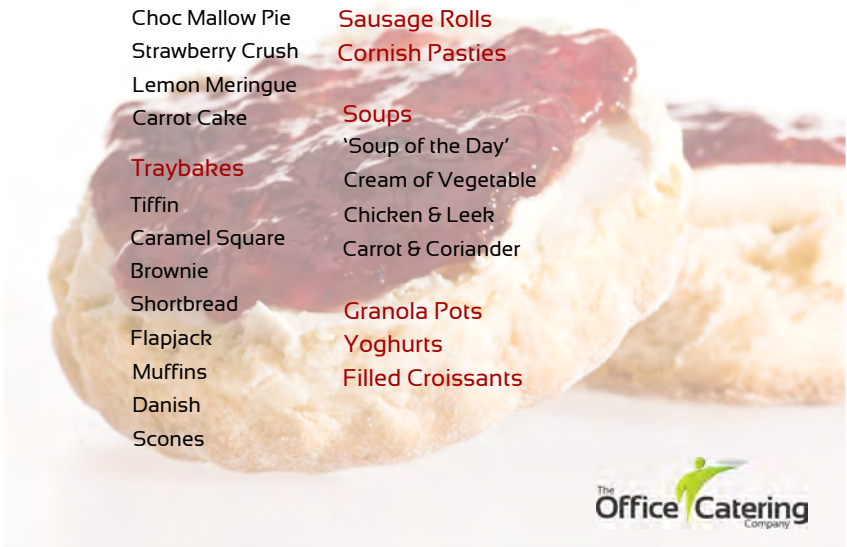 Choc Mallow Pie
Strawberry Crush
Lemon Meringue
Carrot Cake
Traybakes
Tiffin
Caramel Square
Brownie
Shortbread
Flapjack
Muffins
Danish
Scones
Sausage Rolls
Cornish Pasties
Soups
‘Soup of the Day’
Cream of Vegetable
Chicken & Leek
Carrot & Coriander
Granola Pots
Yoghurts
Filled Croissants
The
Office Catering
Company